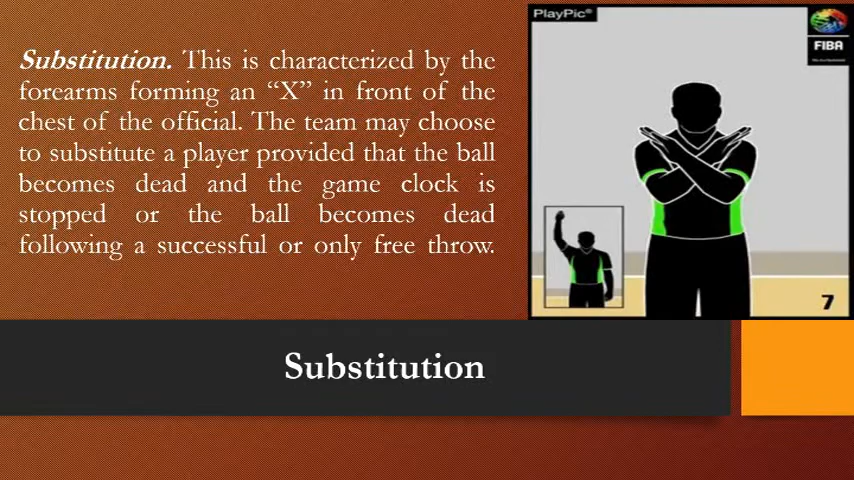 Substitution. This is characterized by the
forearms forming an “X” in front of the
chest of the official. The team may choose
to substitute a player provided that the ball
becomes dead and the game clock is
stopped or the ball becomes dead
following a successful or only free throw.
PlayPic®
FIBA
7
Substitution